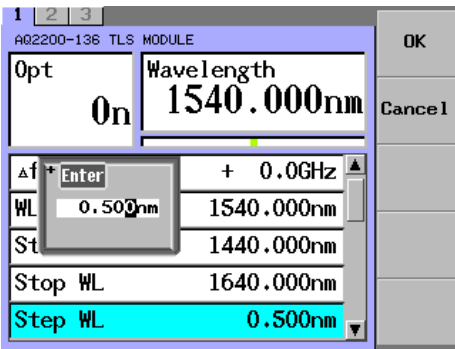 1 2 3
AQ2200-136 TLS MODULE
OK
Opt
On
Wavelength
1540.000nm
Cancel
Δf
+ 0.0GHz
Enter
0.500nm
WL
1540.000nm
St
1440.000nm
Stop WL
1640.000nm
Step WL
0.500nm